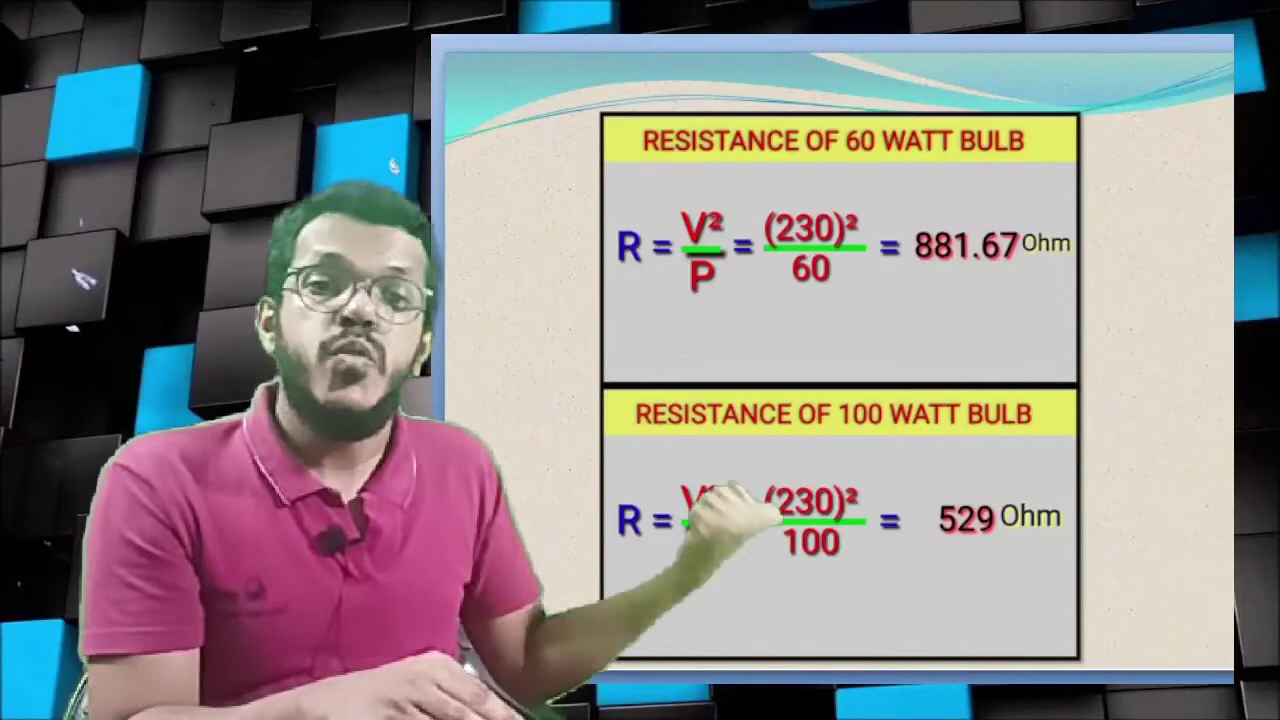 RESISTANCE OF 60 WATT BULB
R = V² / P = (230)² / 60 = 881.67 Ohm
RESISTANCE OF 100 WATT BULB
R = (230)² / 100 = 529 Ohm